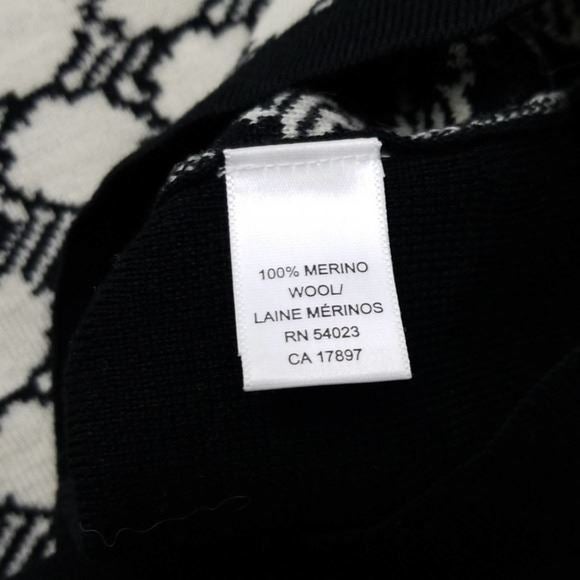 100% MERINO
WOOL/
LAINE MÉRINOS
RN 54023
CA 17897